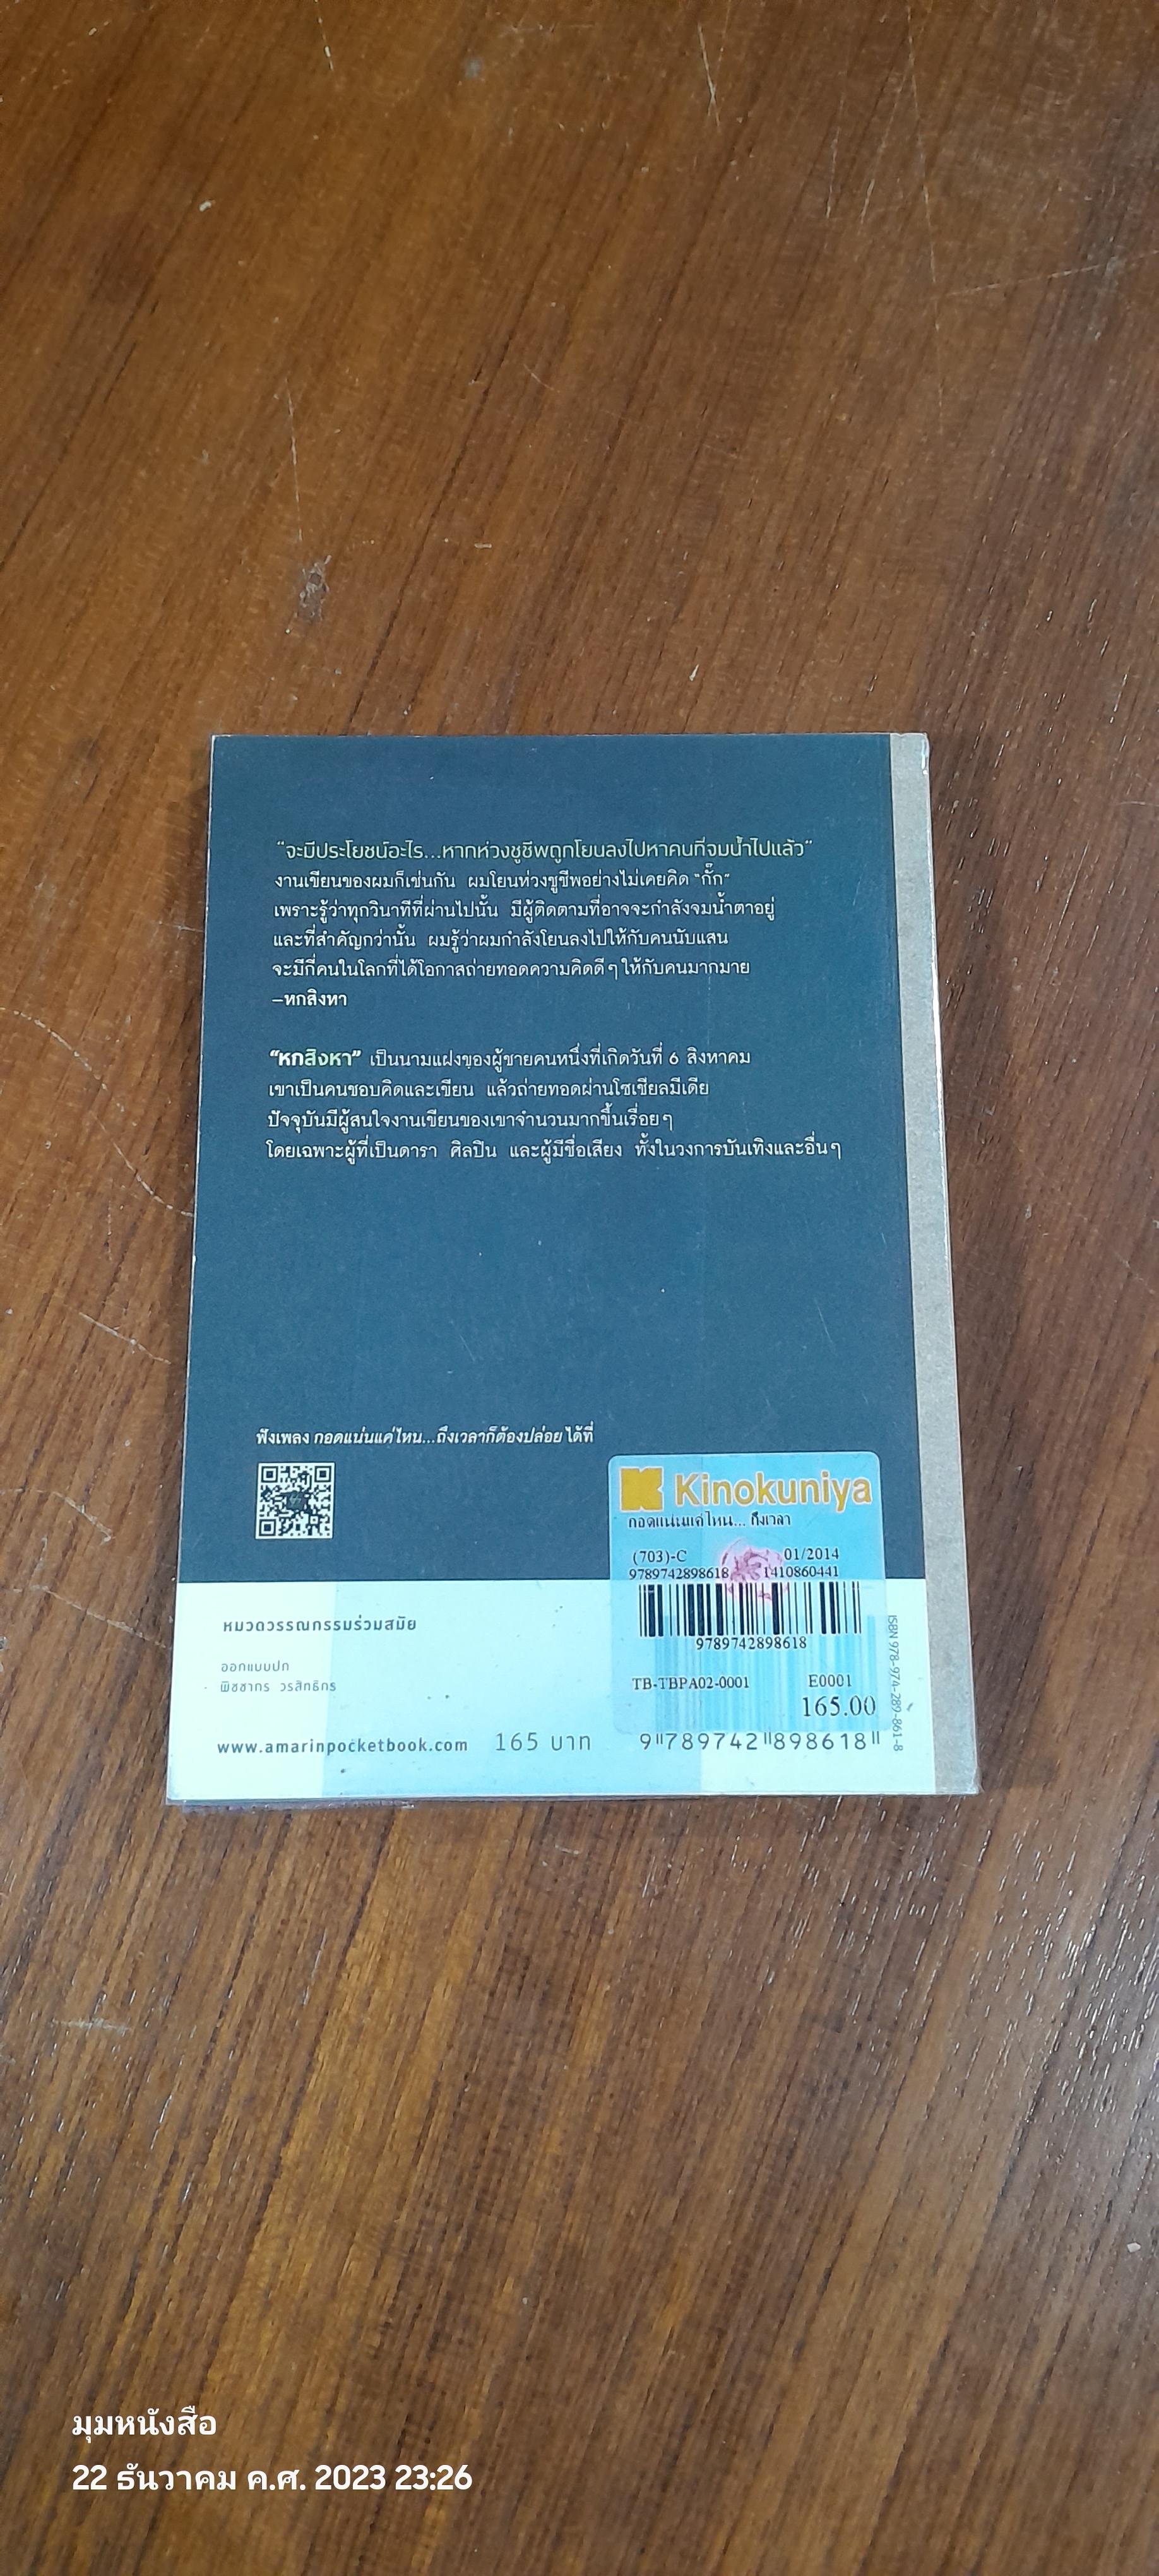 “จะมีประโยชน์อะไร...หากห่วงชูชีพถูกโยนลงไปหาคนที่จมน้ำไปแล้ว”
งานเขียนของผมก็เช่นกัน ผมโยนห่วงชูชีพอย่างไม่เคยคิด “กั๊ก”
เพราะรู้ว่าทุกวินาทีที่ผ่านไปนั้น มีผู้ติดตามที่อาจจะกำลังจมน้ำตาอยู่
และที่สำคัญกว่านั้น ผมรู้ว่าผมกำลังโยนลงไปให้กับคนนับแสน
จะมีกี่คนในโลกที่ได้โอกาสถ่ายทอดความคิดดีๆ ให้กับคนมากมาย
–หกสิงหา
“หกสิงหา” เป็นนามแฝงของผู้ชายคนหนึ่งที่เกิดวันที่ 6 สิงหาคม
เขาเป็นคนชอบคิดและเขียน แล้วถ่ายทอดผ่านโซเชียลมีเดีย
ปัจจุบันมีผู้สนใจงานเขียนของเขาจำนวนมากขึ้นเรื่อยๆ
โดยเฉพาะผู้ที่เป็นดารา ศิลปิน และผู้มีชื่อเสียง ทั้งในวงการบันเทิงและอื่นๆ
ฟังเพลง กอดแน่นแค่ไหน...ถึงเวลาก็ต้องปล่อย ได้ที่
Kinokuniya
กอดแน่นแค่ไหน... ถึงเวลา
(703)-C 01/2014
9789742898618 1410860441
9789742898618
TB-TBPA02-0001 E0001
165.00
หมวดวรรณกรรมร่วมสมัย
ออกแบบปก
พิชชากร วรสิทธิกร
www.amarinpocketbook.com 165 บาท
9 789742 898618
ISBN 978-974-289-861-8
มุมหนังสือ
22 ธันวาคม ค.ศ. 2023 23:26